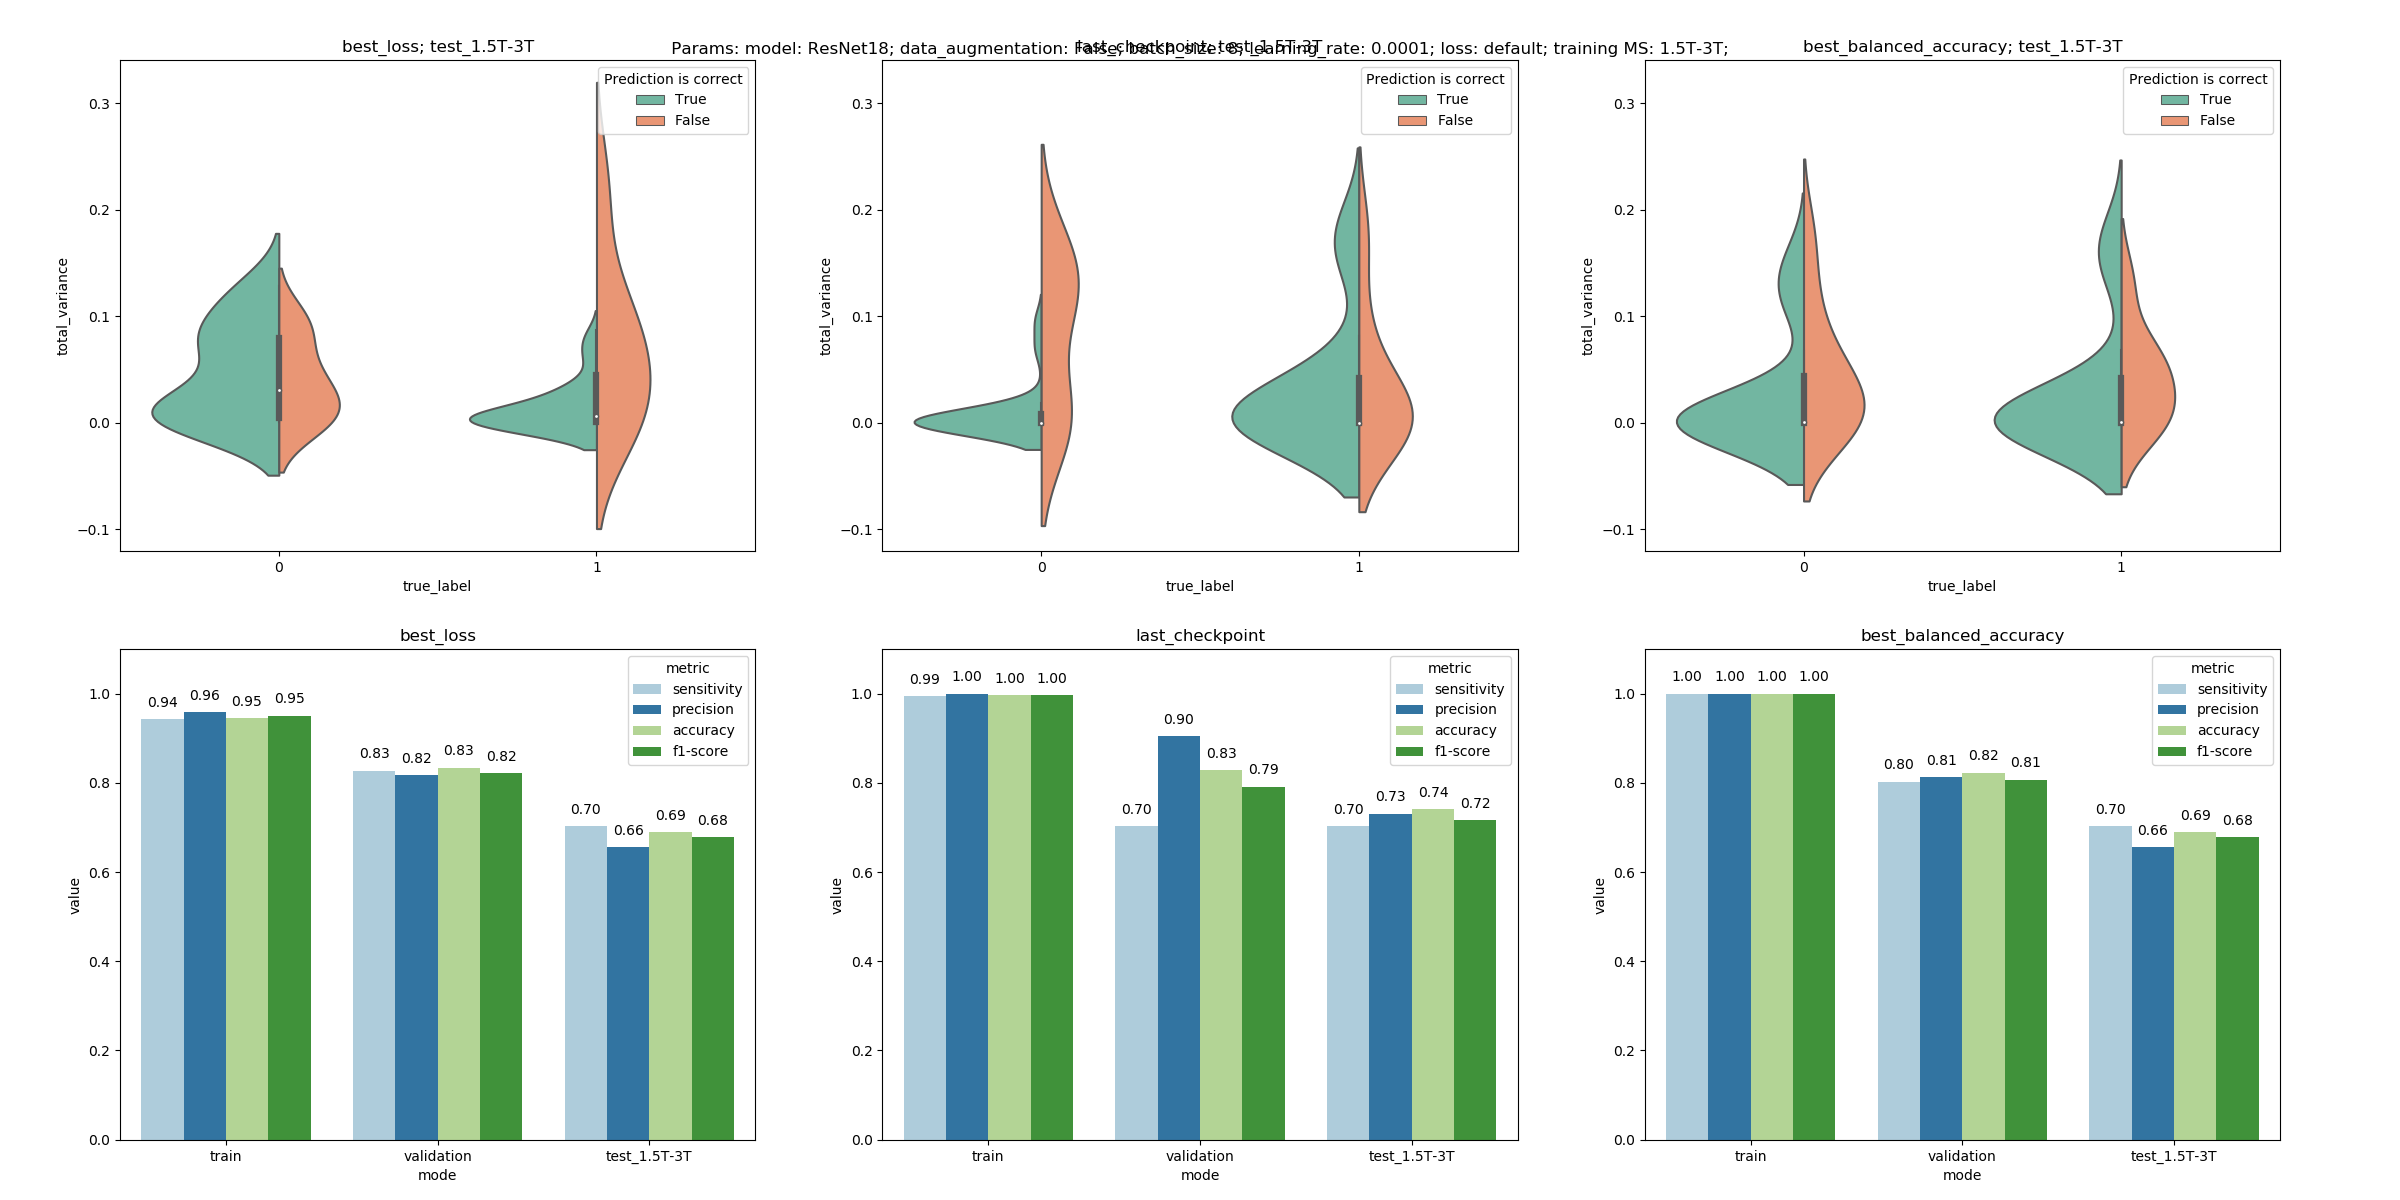 Params: model: ResNet18; data_augmentation: False; batch_size: 8; learning_rate: 0.0001; loss: default; training MS: 1.5T-3T;
best_loss; test_1.5T-3T
last_checkpoint; test_1.5T-3T
best_balanced_accuracy; test_1.5T-3T
total_variance
0.3
0.2
0.1
0.0
−0.1
Prediction is correct
True
False
0
1
true_label
total_variance
0.3
0.2
0.1
0.0
−0.1
Prediction is correct
True
False
0
1
true_label
total_variance
0.3
0.2
0.1
0.0
−0.1
Prediction is correct
True
False
0
1
true_label
best_loss
value
1.0
0.8
0.6
0.4
0.2
0.0
0.94 0.96 0.95 0.95
0.83 0.82 0.83 0.82
0.70 0.66 0.69 0.68
metric
sensitivity
precision
accuracy
f1-score
train validation test_1.5T-3T
mode
last_checkpoint
value
1.0
0.8
0.6
0.4
0.2
0.0
0.99 1.00 1.00 1.00
0.70 0.90 0.83 0.79
0.70 0.73 0.74 0.72
metric
sensitivity
precision
accuracy
f1-score
train validation test_1.5T-3T
mode
best_balanced_accuracy
value
1.0
0.8
0.6
0.4
0.2
0.0
1.00 1.00 1.00 1.00
0.80 0.81 0.82 0.81
0.70 0.66 0.69 0.68
metric
sensitivity
precision
accuracy
f1-score
train validation test_1.5T-3T
mode